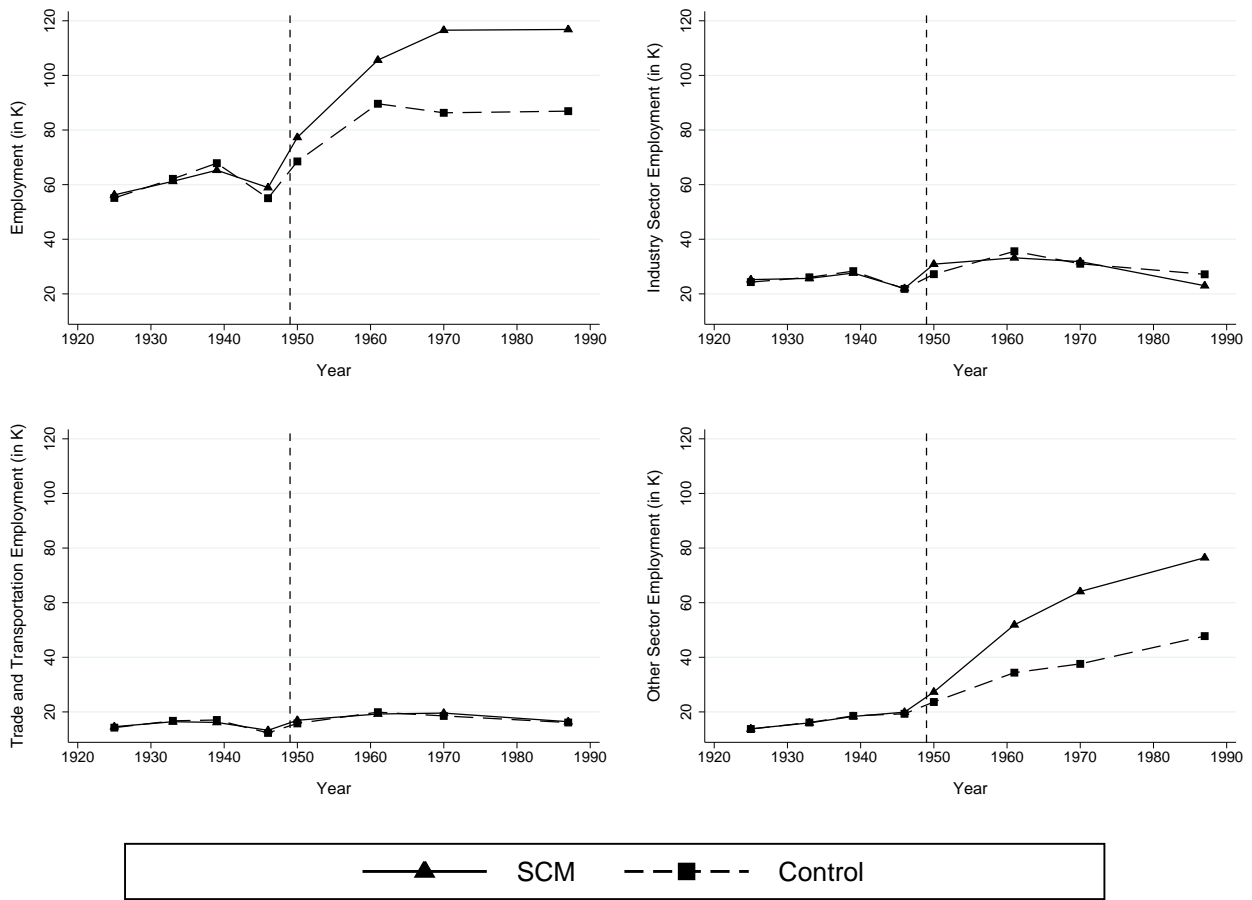 Employment (in K)
120
100
80
60
40
20
1920 1930 1940 1950 1960 1970 1980 1990
Year
Industry Sector Employment (in K)
120
100
80
60
40
20
1920 1930 1940 1950 1960 1970 1980 1990
Year
Trade and Transportation Employment (in K)
120
100
80
60
40
20
1920 1930 1940 1950 1960 1970 1980 1990
Year
Other Sector Employment (in K)
120
100
80
60
40
20
1920 1930 1940 1950 1960 1970 1980 1990
Year
SCM Control